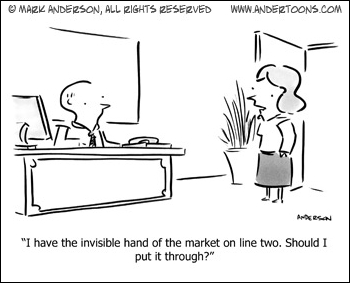 © MARK ANDERSON, ALL RIGHTS RESERVED WWW.ANDERTOONS.COM
ANDERSON
“I have the invisible hand of the market on line two. Should I
put it through?”